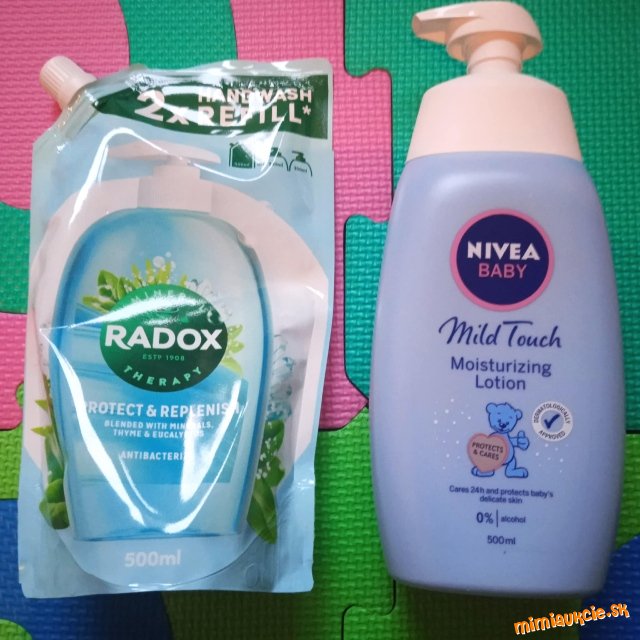 2x HANDWASH
REFILL*
RADOX
ESTD 1908
THERAPY
PROTECT & REPLENISH
BLENDED WITH MINERALS,
THYME & EUCALYPTUS
ANTIBACTERIAL
500ml
NIVEA
BABY
Mild Touch
Moisturizing
Lotion
DERMATOLOGICALLY
APPROVED
PROTECTS
& CARES
Cares 24h and protects baby's
delicate skin
0% alcohol
500ml
mimiaukcie.sk